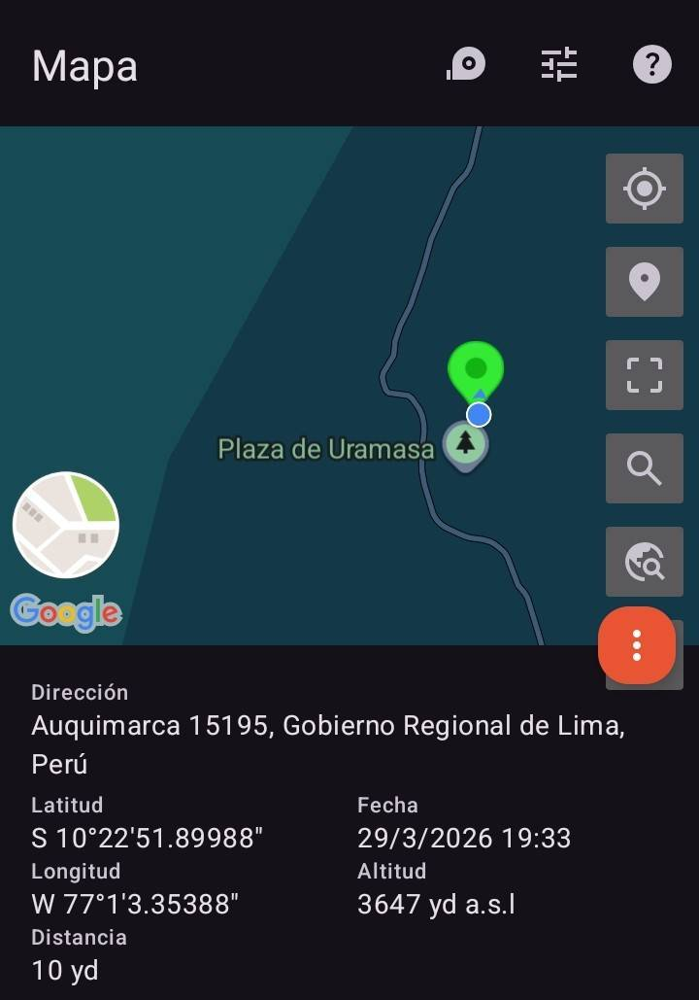 Mapa
Plaza de Uramasa
Google
Dirección
Auquimarca 15195, Gobierno Regional de Lima,
Perú
Latitud
S 10°22'51.89988"
Fecha
29/3/2026 19:33
Longitud
W 77°1'3.35388"
Altitud
3647 yd a.s.l
Distancia
10 yd